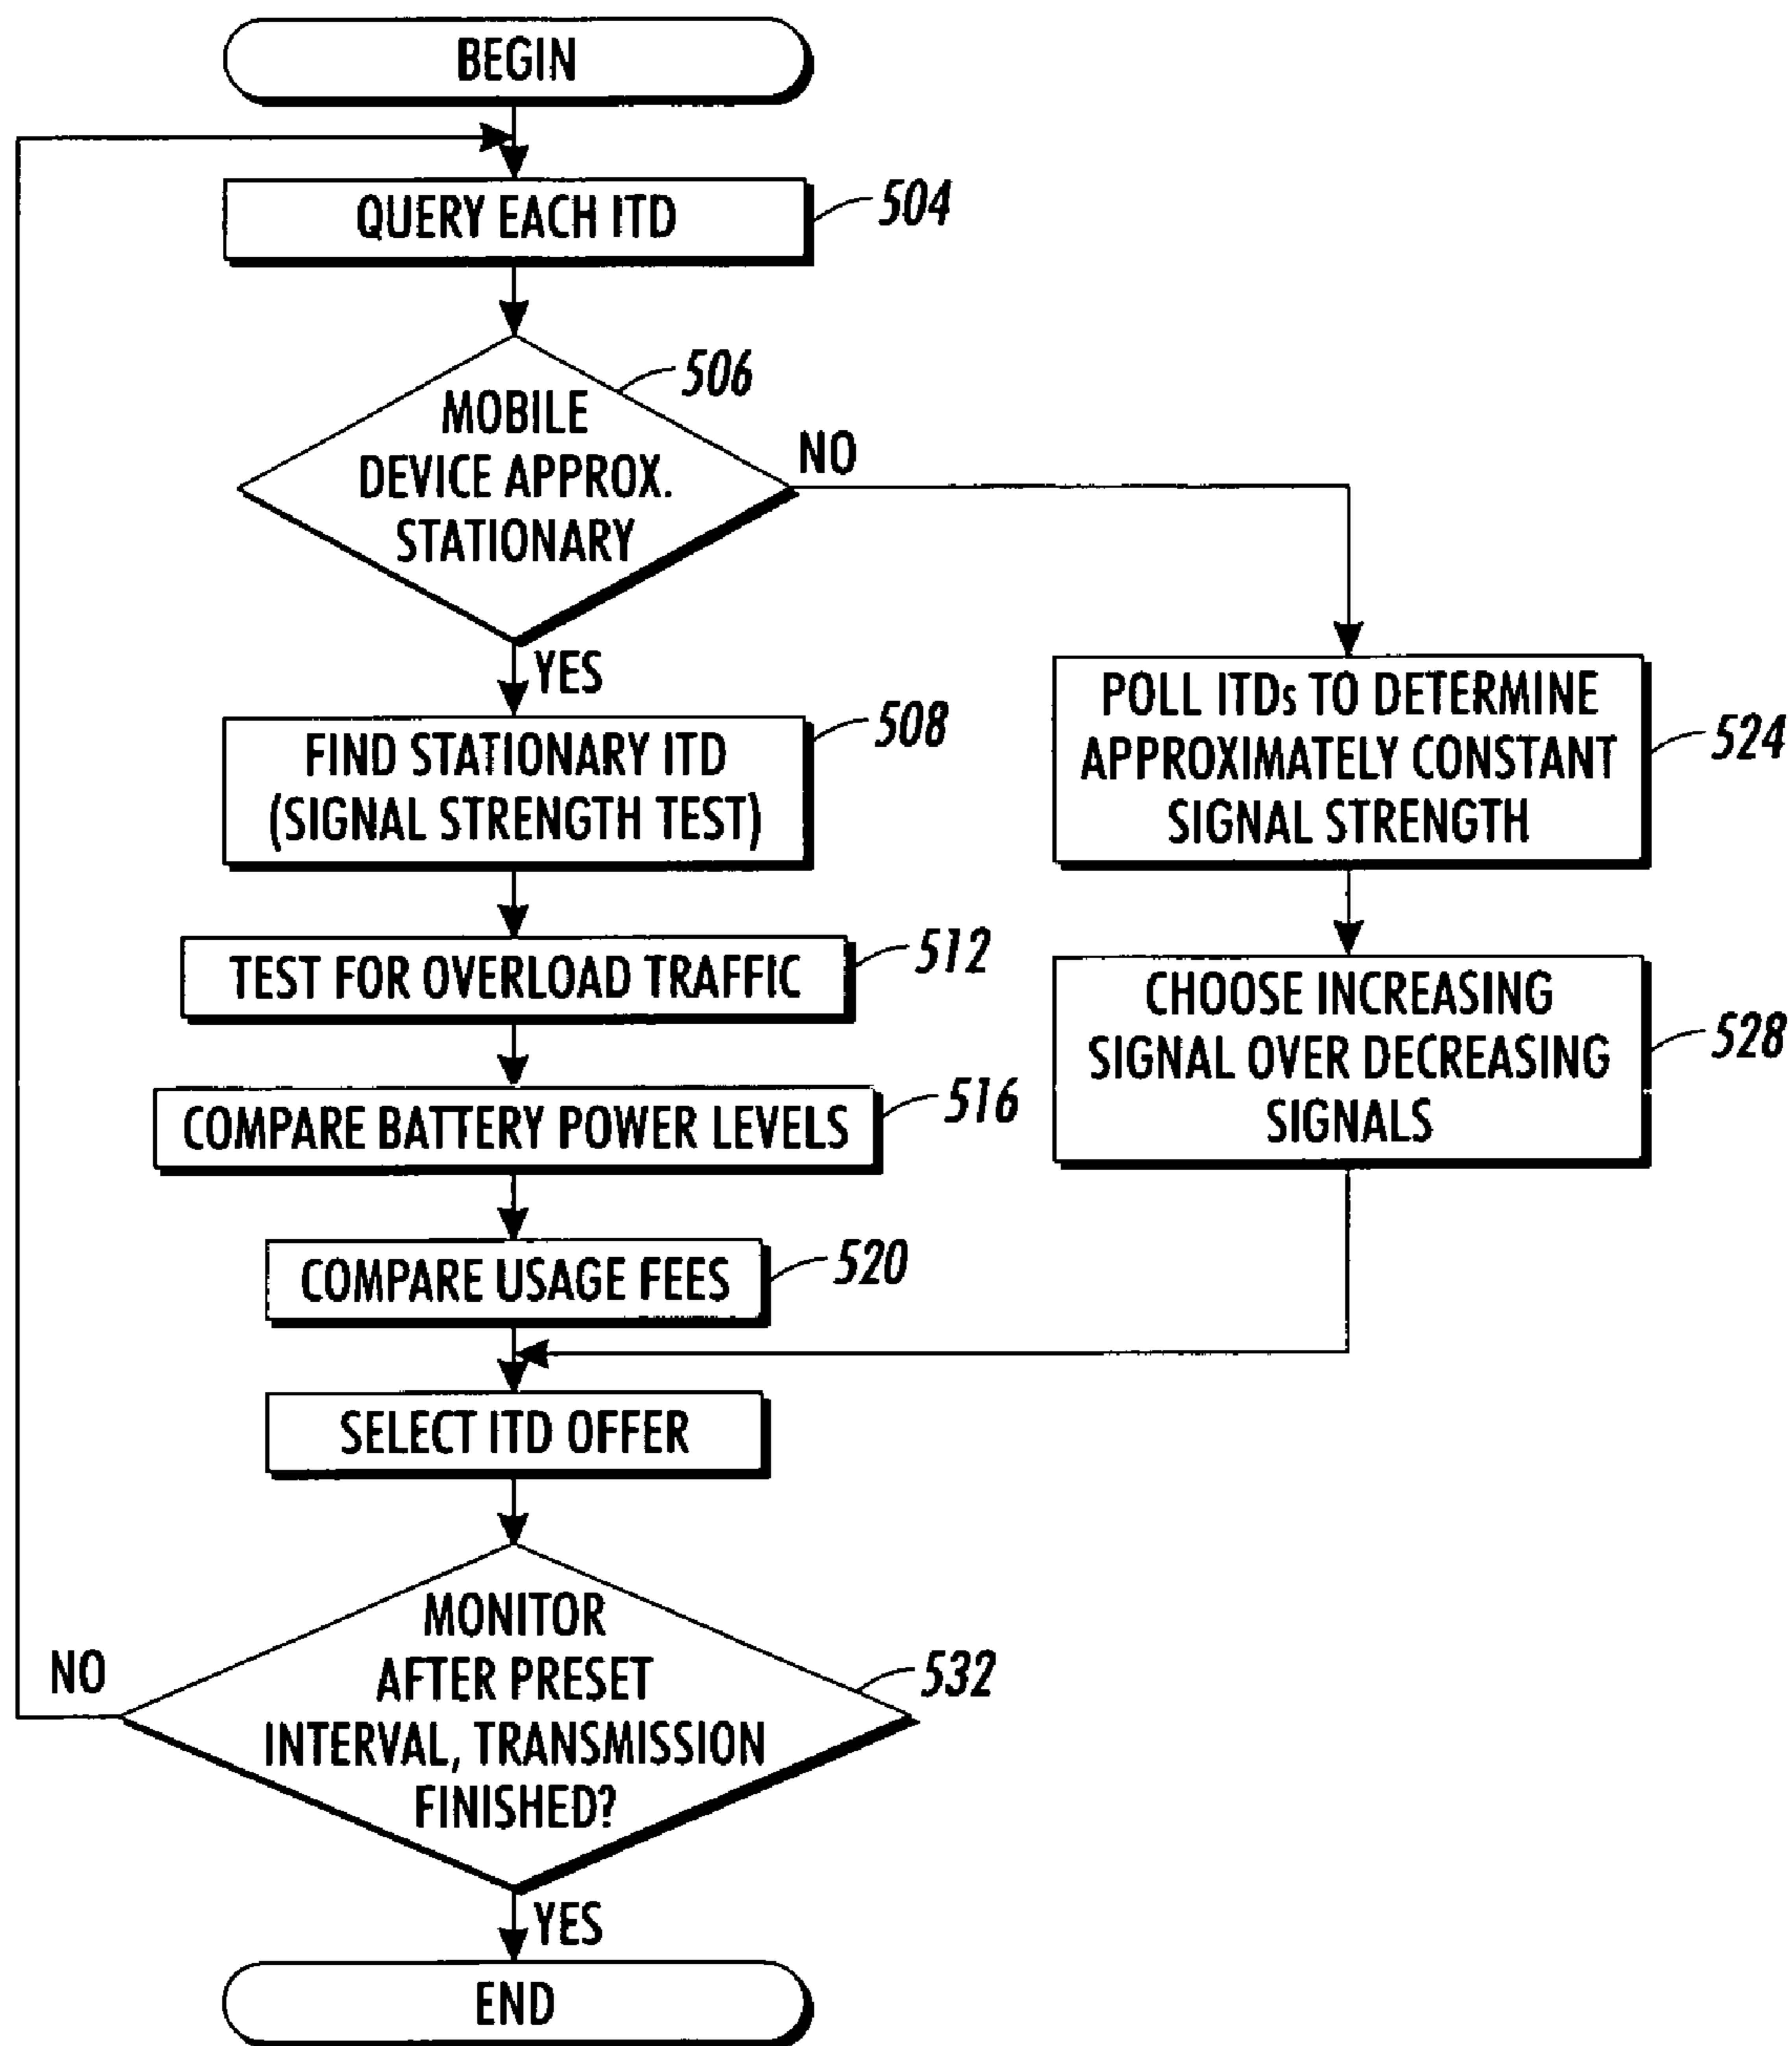 BEGIN
QUERY EACH ITD
504
MOBILE
DEVICE APPROX.
STATIONARY
506
NO
YES
FIND STATIONARY ITD
(SIGNAL STRENGTH TEST)
508
POLL ITDs TO DETERMINE
APPROXIMATELY CONSTANT
SIGNAL STRENGTH
524
TEST FOR OVERLOAD TRAFFIC
512
CHOOSE INCREASING
SIGNAL OVER DECREASING
SIGNALS
528
COMPARE BATTERY POWER LEVELS
516
COMPARE USAGE FEES
520
SELECT ITD OFFER
MONITOR
AFTER PRESET
INTERVAL, TRANSMISSION
FINISHED?
532
NO
YES
END